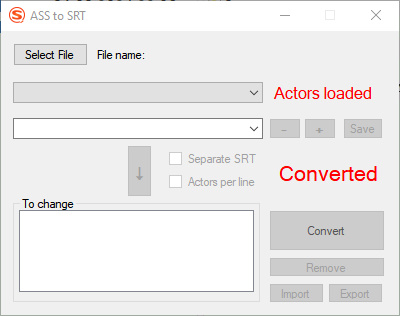 ASS to SRT
Select File
File name:
Actors loaded
-
+
Save
↓
Separate SRT
Actors per line
Converted
To change
Convert
Remove
Import
Export